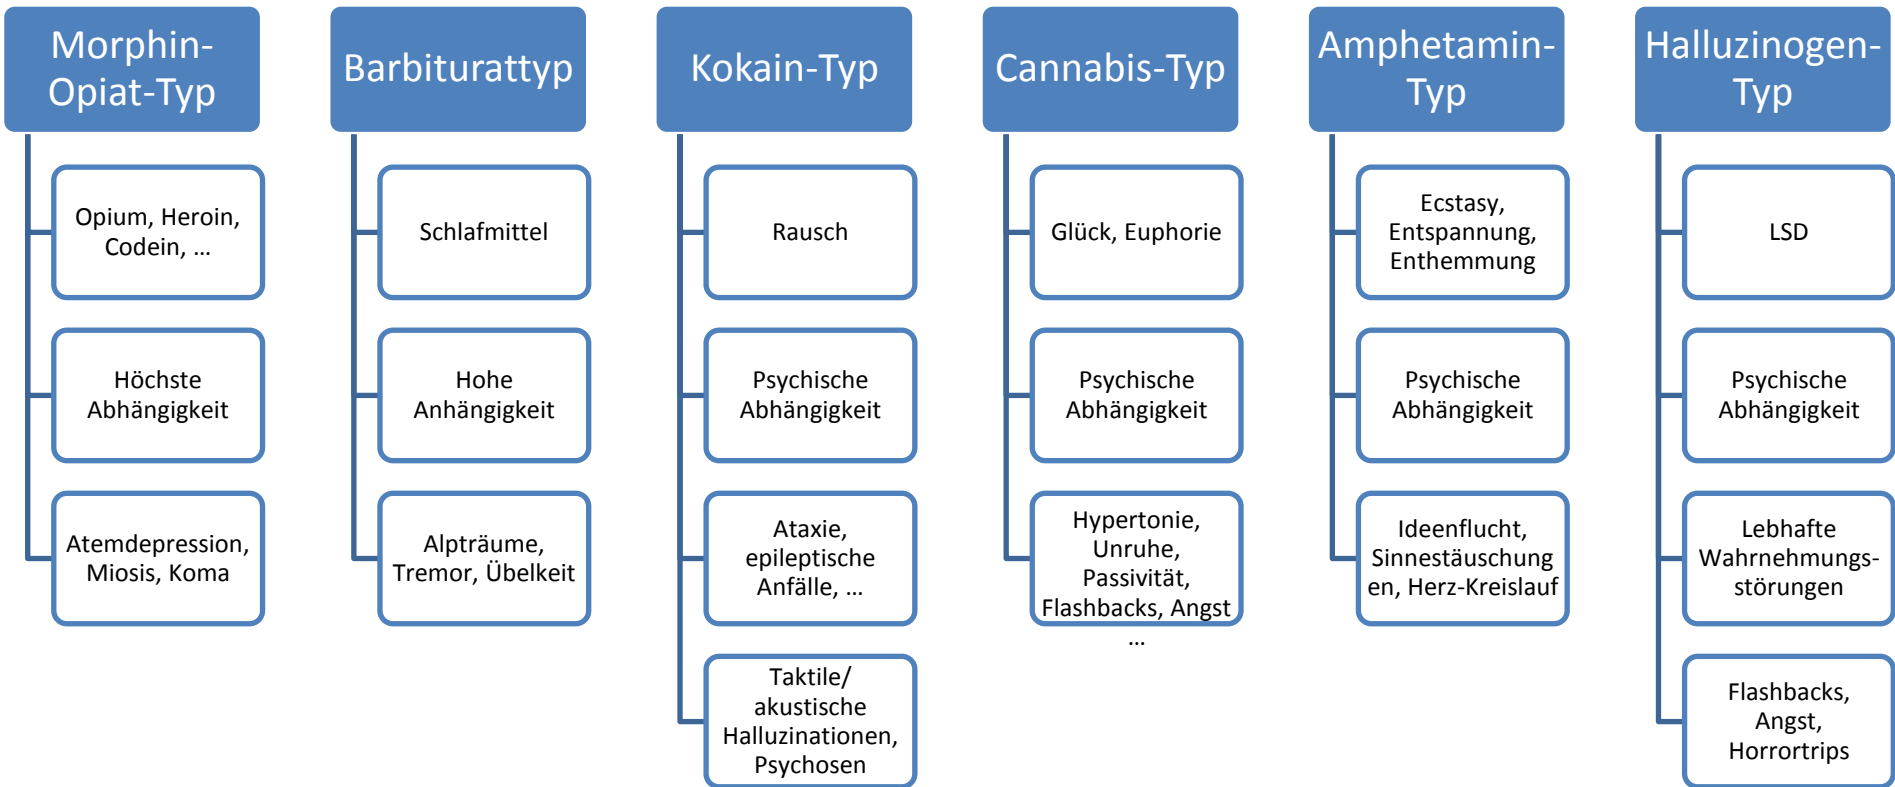 Morphin-
Opiat-Typ
Opium, Heroin,
Codein, ...
Höchste
Abhängigkeit
Atemdepression,
Miosis, Koma
Barbiturattyp
Schlafmittel
Hohe
Anhängigkeit
Alpträume,
Tremor, Übelkeit
Kokain-Typ
Rausch
Psychische
Abhängigkeit
Ataxie,
epileptische
Anfälle, ...
Taktile/
akustische
Halluzinationen,
Psychosen
Cannabis-Typ
Glück, Euphorie
Psychische
Abhängigkeit
Hypertonie,
Unruhe,
Passivität,
Flashbacks, Angst
...
Amphetamin-
Typ
Ecstasy,
Entspannung,
Enthemmung
Psychische
Abhängigkeit
Ideenflucht,
Sinnestäuschung
en, Herz-Kreislauf
Halluzinogen-
Typ
LSD
Psychische
Abhängigkeit
Lebhafte
Wahrnehmungs-
störungen
Flashbacks,
Angst,
Horrortrips